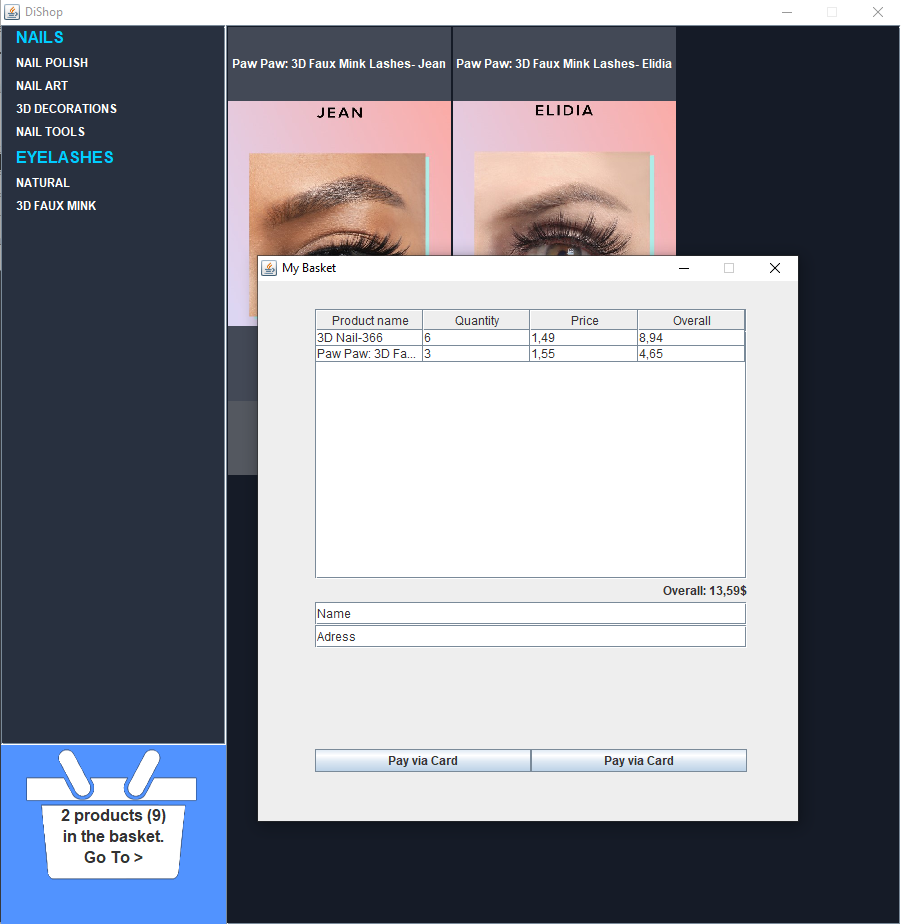 DiShop
NAILS
NAIL POLISH
NAIL ART
3D DECORATIONS
NAIL TOOLS
EYELASHES
NATURAL
3D FAUX MINK
Paw Paw: 3D Faux Mink Lashes- Jean
Paw Paw: 3D Faux Mink Lashes- Elidia
JEAN
ELIDIA
My Basket
Product name Quantity Price Overall
3D Nail-366 6 1,49 8,94
Paw Paw: 3D Fa... 3 1,55 4,65
Overall: 13,59$
Name
Adress
Pay via Card Pay via Card
2 products (9)
in the basket.
Go To >